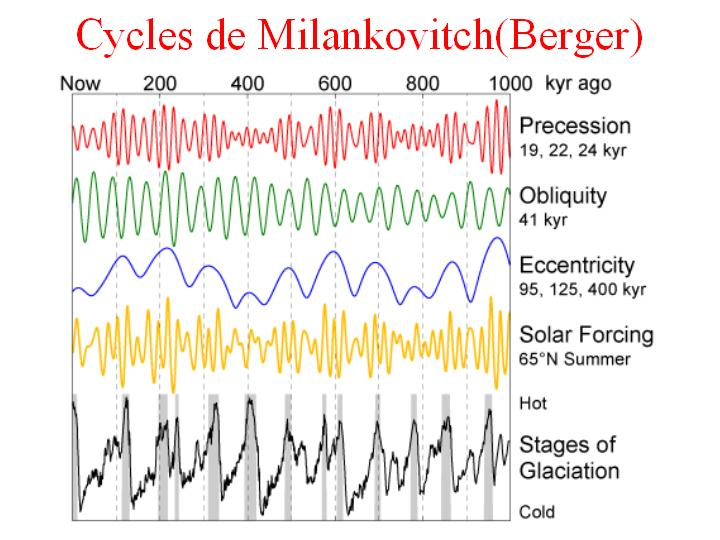 Cycles de Milankovitch(Berger)
Now 200 400 600 800 1000 kyr ago
Precession
19, 22, 24 kyr
Obliquity
41 kyr
Eccentricity
95, 125, 400 kyr
Solar Forcing
65°N Summer
Hot
Stages of
Glaciation
Cold